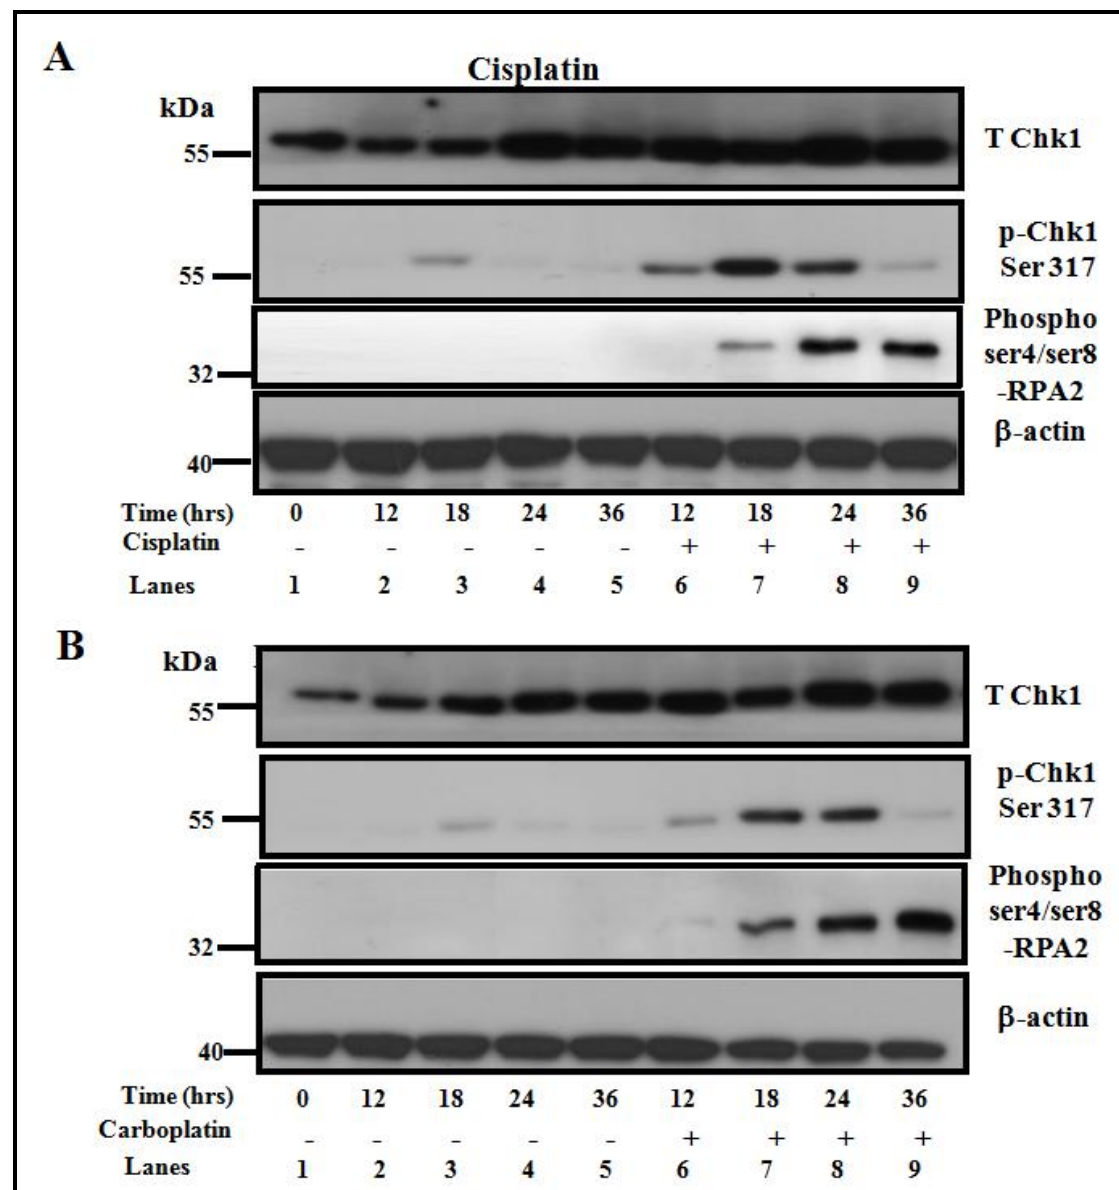 A
Cisplatin
kDa
55
T Chk1
55
p-Chk1
Ser 317
32
Phospho
ser4/ser8
-RPA2
40
β-actin
Time (hrs) 0 12 18 24 36 12 18 24 36
Cisplatin - - - - - + + + +
Lanes 1 2 3 4 5 6 7 8 9
B
kDa
55
T Chk1
55
p-Chk1
Ser 317
32
Phospho
ser4/ser8
-RPA2
40
β-actin
Time (hrs) 0 12 18 24 36 12 18 24 36
Carboplatin - - - - - + + + +
Lanes 1 2 3 4 5 6 7 8 9